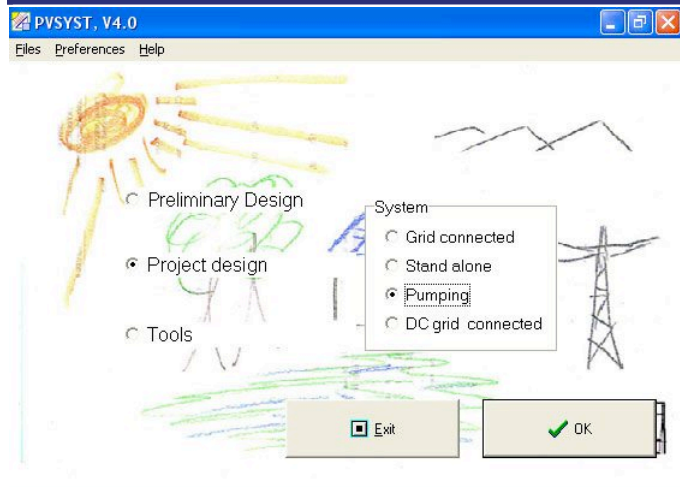 PVSYST, V4.0
Files Preferences Help
Preliminary Design
Project design
Tools
System
Grid connected
Stand alone
Pumping
DC grid connected
Exit
OK